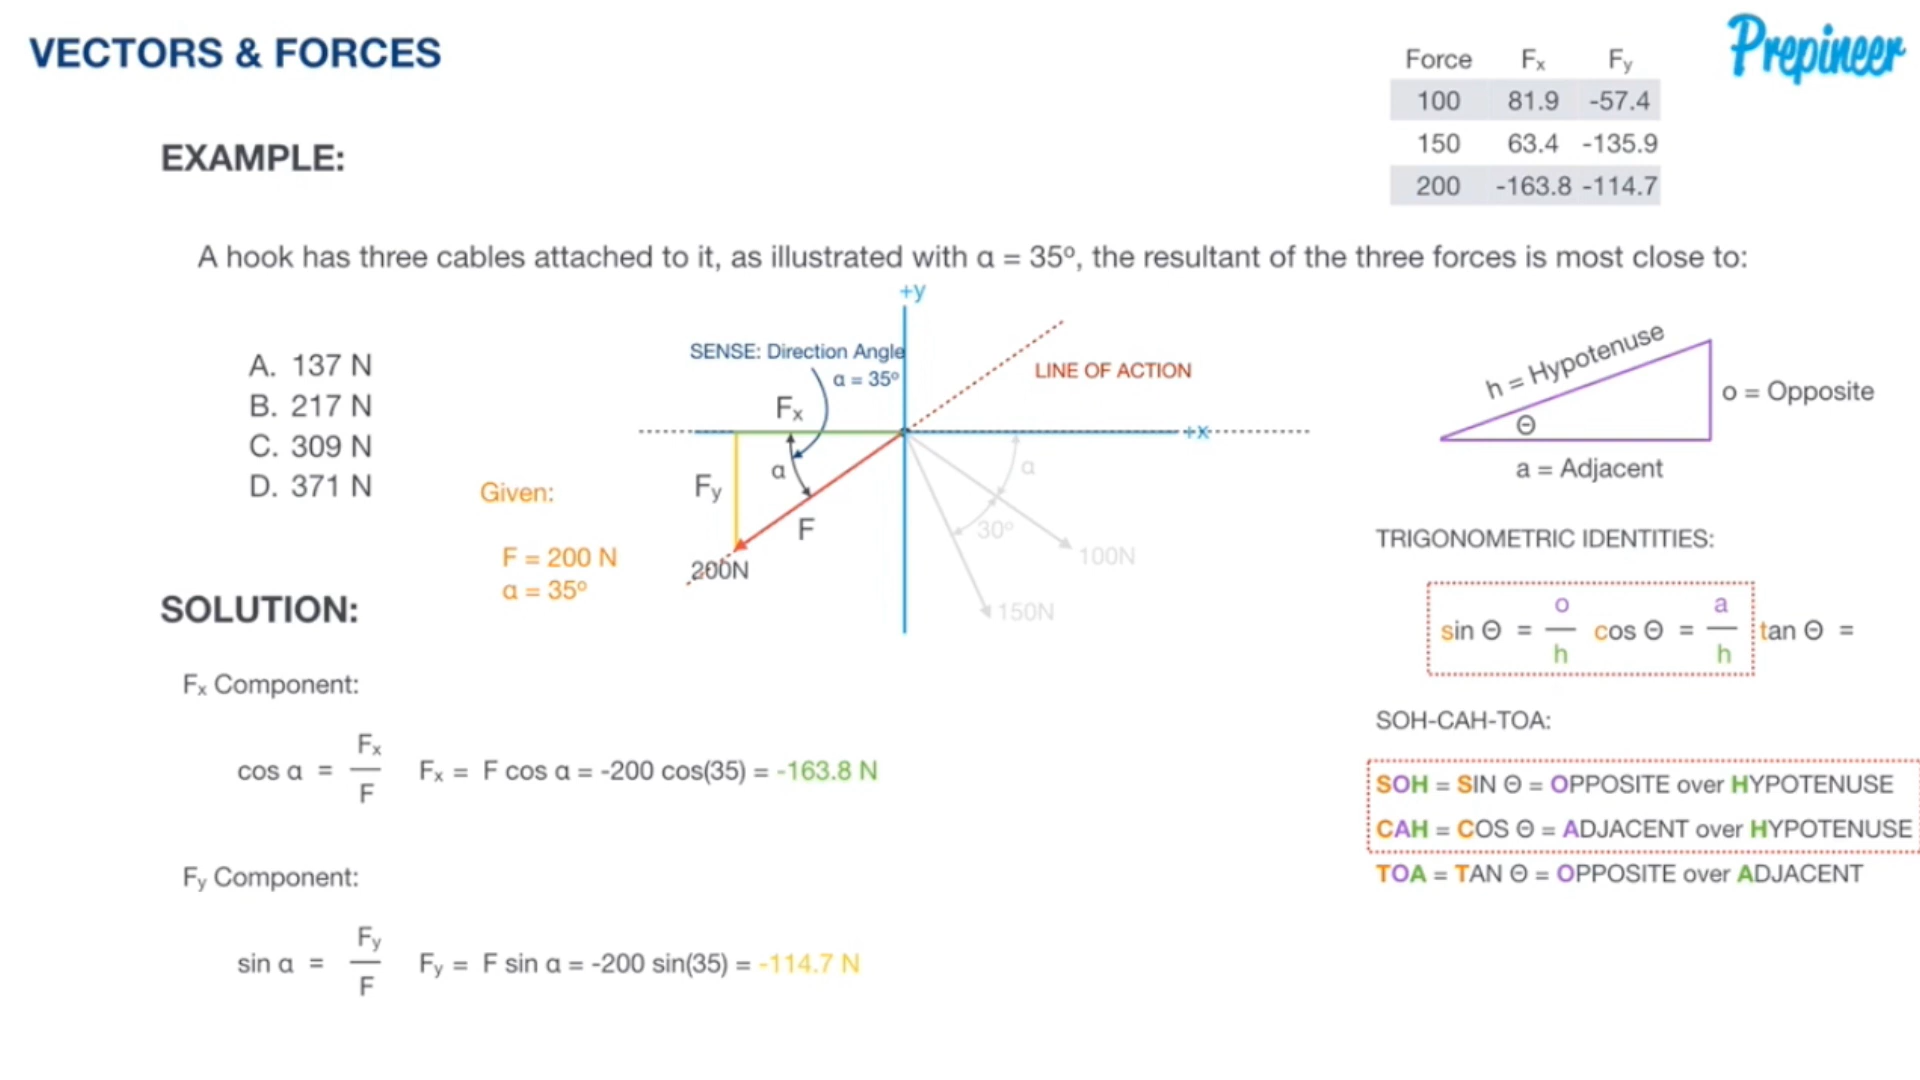 VECTORS & FORCES
Prepineer
Force Fx Fy
100 81.9 -57.4
150 63.4 -135.9
200 -163.8 -114.7
EXAMPLE:
A hook has three cables attached to it, as illustrated with α = 35º, the resultant of the three forces is most close to:
A. 137 N
B. 217 N
C. 309 N
D. 371 N
+y
SENSE: Direction Angle
α = 35º
LINE OF ACTION
Fx
+x
α
α
Fy
F
30º
200N
100N
150N
Given:
F = 200 N
α = 35º
h = Hypotenuse
o = Opposite
Θ
a = Adjacent
TRIGONOMETRIC IDENTITIES:
sin Θ = o/h cos Θ = a/h tan Θ =
SOH-CAH-TOA:
SOH = SIN Θ = OPPOSITE over HYPOTENUSE
CAH = COS Θ = ADJACENT over HYPOTENUSE
TOA = TAN Θ = OPPOSITE over ADJACENT
SOLUTION:
Fx Component:
cos α = Fx/F Fx = F cos α = -200 cos(35) = -163.8 N
Fy Component:
sin α = Fy/F Fy = F sin α = -200 sin(35) = -114.7 N